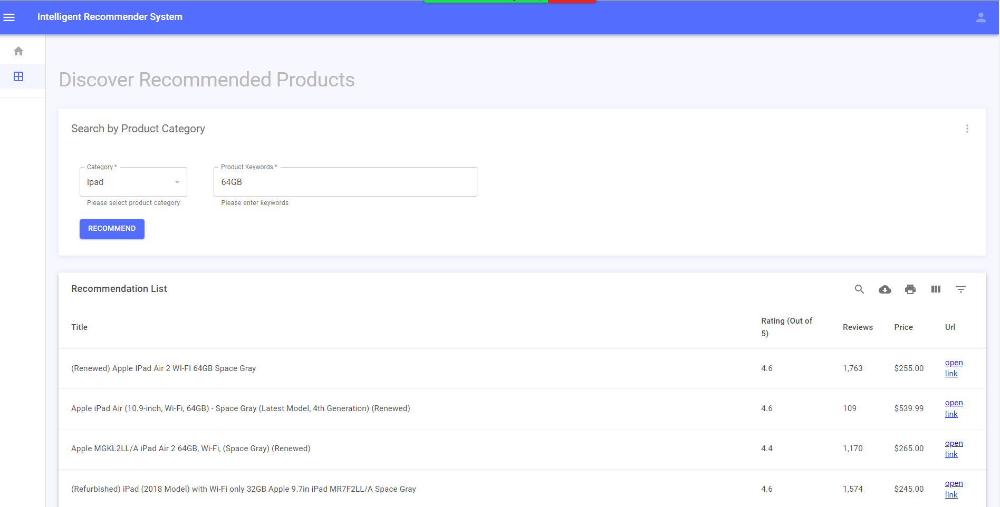 Intelligent Recommender System
Discover Recommended Products
Search by Product Category
Category *
Product Keywords *
ipad
64GB
Please select product category
Please enter keywords
RECOMMEND
Recommendation List
Title
Rating (Out of
5)
Reviews
Price
Url
(Renewed) Apple IPad Air 2 WI-FI 64GB Space Gray
4.6
1,763
$255.00
open
link
Apple iPad Air (10.9-inch, Wi-Fi, 64GB) - Space Gray (Latest Model, 4th Generation) (Renewed)
4.6
109
$539.99
open
link
Apple MGKL2LL/A iPad Air 2 64GB, Wi-Fi, (Space Gray) (Renewed)
4.4
1,170
$265.00
open
link
(Refurbished) iPad (2018 Model) with Wi-Fi only 32GB Apple 9.7in iPad MR7F2LL/A Space Gray
4.6
1,574
$245.00
open
link